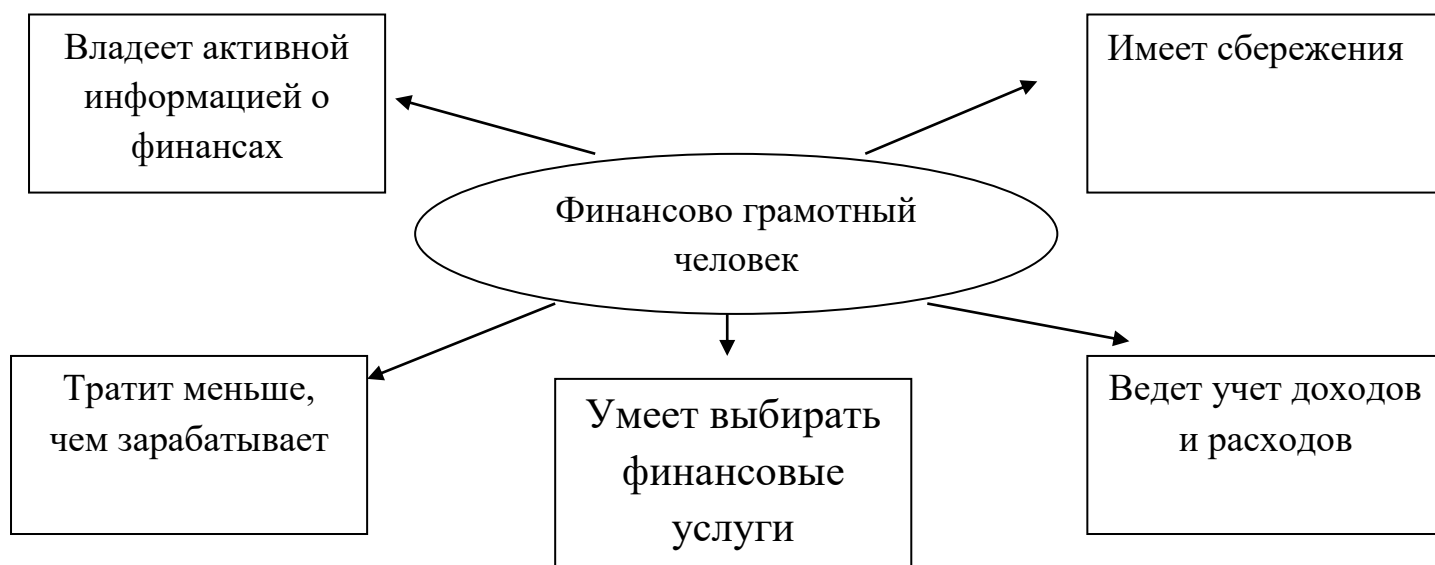 Владеет активной
информацией о
финансах
Имеет сбережения
Финансово грамотный
человек
Тратит меньше,
чем зарабатывает
Умеет выбирать
финансовые
услуги
Ведет учет доходов
и расходов